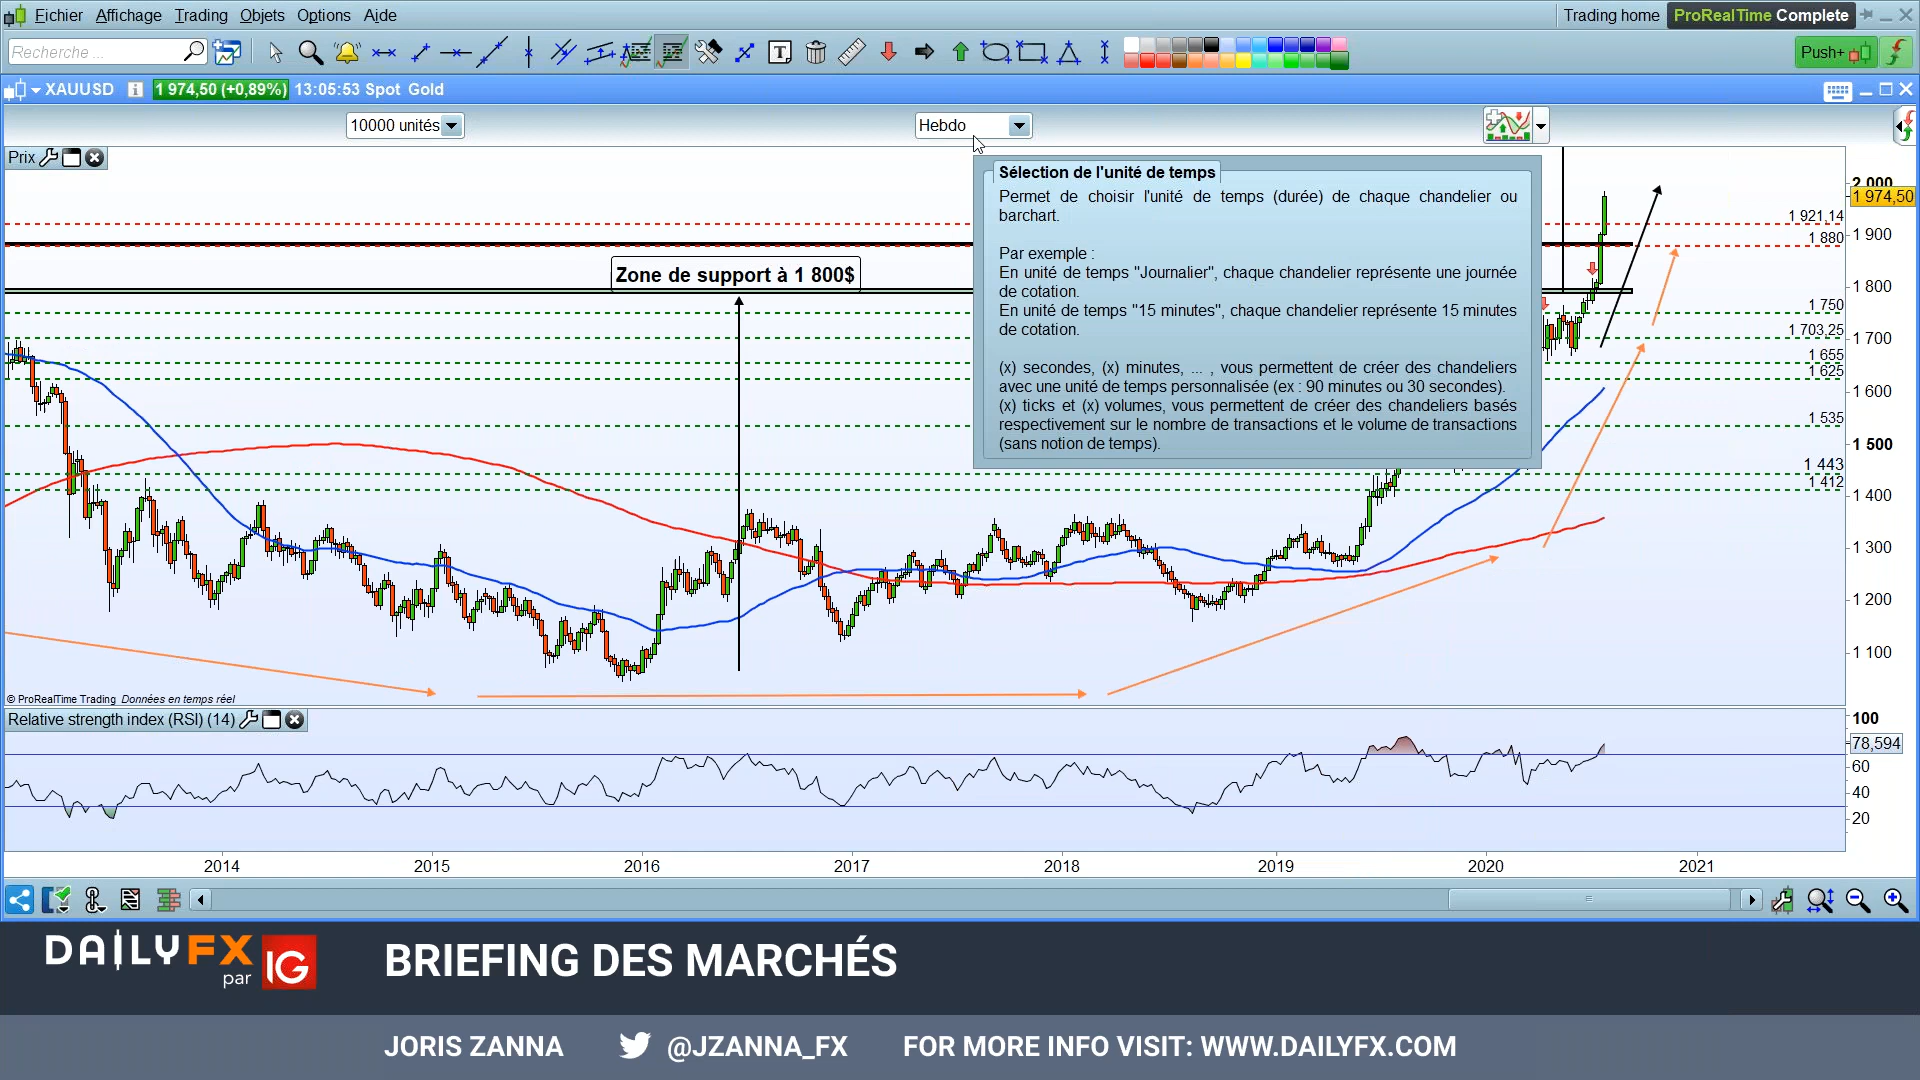 Fichier Affichage Trading Objets Options Aide
Trading home ProRealTime Complete
Recherche...
T
Push+
XAUUSD i 1 974,50 (+0,89%) 13:05:53 Spot Gold
10000 unités
Hebdo
Prix
Sélection de l'unité de temps
Permet de choisir l'unité de temps (durée) de chaque chandelier ou
barchart.
Par exemple :
En unité de temps "Journalier", chaque chandelier représente une journée
de cotation.
En unité de temps "15 minutes", chaque chandelier représente 15 minutes
de cotation.
(x) secondes, (x) minutes, ... , vous permettent de créer des chandeliers
avec une unité de temps personnalisée (ex : 90 minutes ou 30 secondes).
(x) ticks et (x) volumes, vous permettent de créer des chandeliers basés
respectivement sur le nombre de transactions et le volume de transactions
(sans notion de temps).
Zone de support à 1 800$
2 000
1 974,50
1 921,14
1 900
1 880
1 800
1 750
1 703,25
1 700
1 655
1 625
1 600
1 535
1 500
1 443
1 412
1 400
1 300
1 200
1 100
© ProRealTime Trading Données en temps réel
Relative strength index (RSI) (14)
100
78,594
60
40
20
2014 2015 2016 2017 2018 2019 2020 2021
DAILYFX
par IG
BRIEFING DES MARCHÉS
JORIS ZANNA @JZANNA_FX FOR MORE INFO VISIT: WWW.DAILYFX.COM